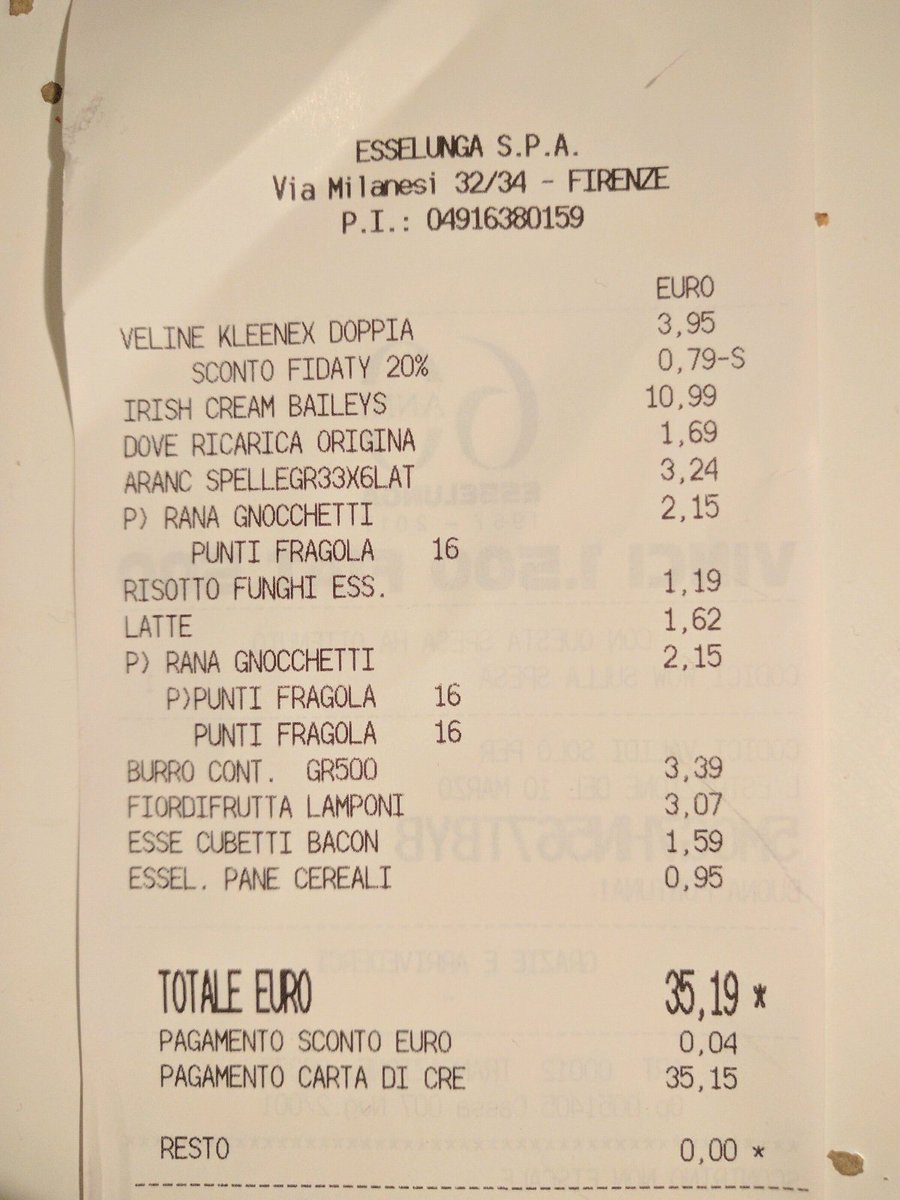 ESSELUNGA S.P.A.
Via Milanesi 32/34 - FIRENZE
P.I.: 04916380159
EURO
VELINE KLEENEX DOPPIA 3,95
SCONTO FIDATY 20% 0,79-S
IRISH CREAM BAILEYS 10,99
DOVE RICARICA ORIGINA 1,69
ARANC SPELLEGR33X6LAT 3,24
P) RANA GNOCCHETTI 2,15
PUNTI FRAGOLA 16
RISOTTO FUNGHI ESS. 1,19
LATTE 1,62
P) RANA GNOCCHETTI 2,15
P)PUNTI FRAGOLA 16
PUNTI FRAGOLA 16
BURRO CONT. GR500 3,39
FIORDIFRUTTA LAMPONI 3,07
ESSE CUBETTI BACON 1,59
ESSEL. PANE CEREALI 0,95
TOTALE EURO 35,19 *
PAGAMENTO SCONTO EURO 0,04
PAGAMENTO CARTA DI CRE 35,15
RESTO 0,00 *